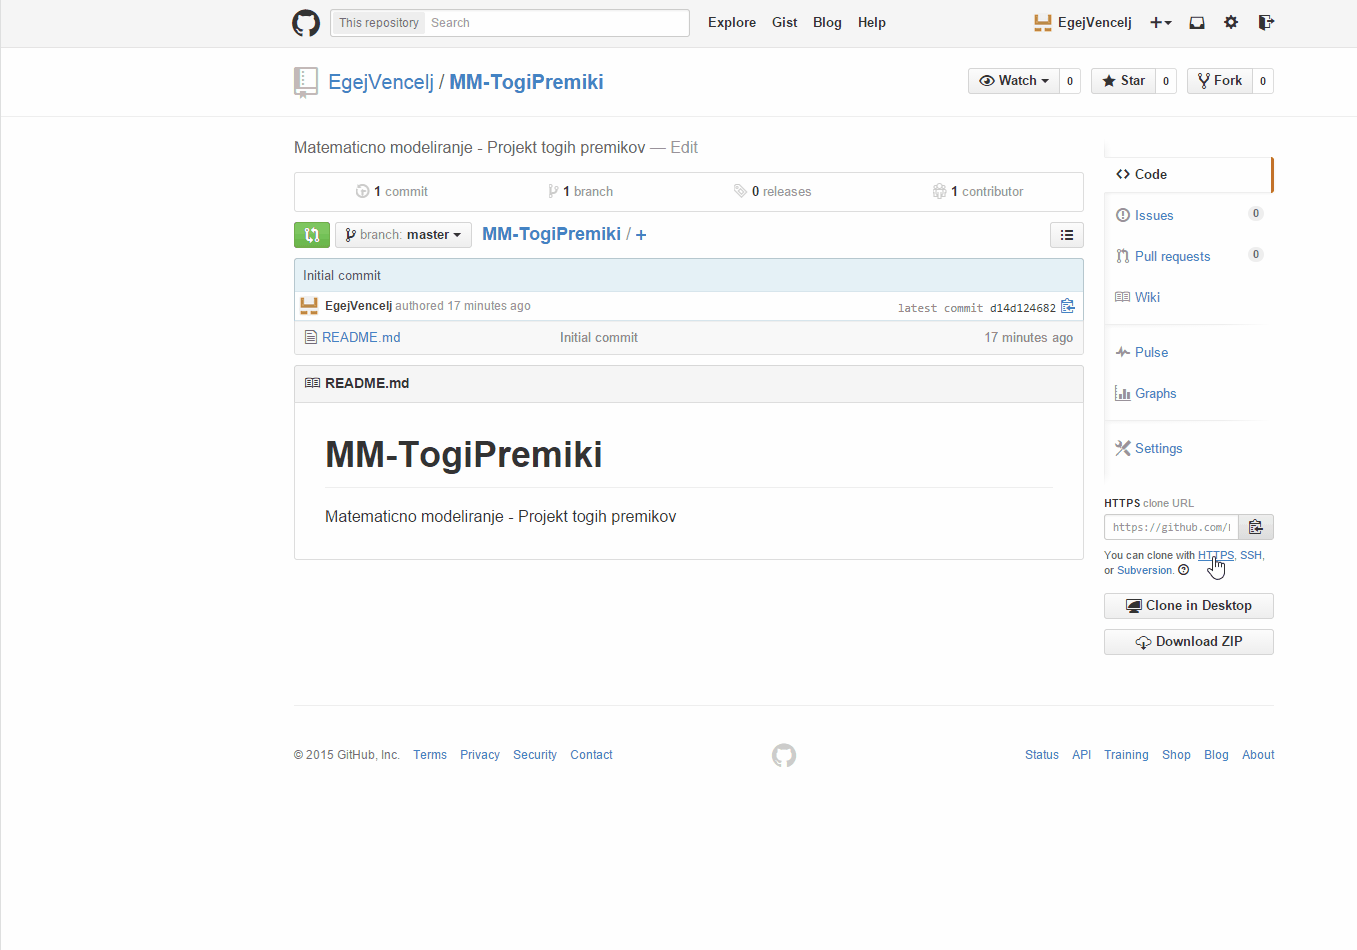 This repository Search Explore Gist Blog Help EgejVencelj
EgejVencelj / MM-TogiPremiki Watch 0 Star 0 Fork 0
Matematicno modeliranje - Projekt togih premikov — Edit
1 commit 1 branch 0 releases 1 contributor
branch: master MM-TogiPremiki / +
Initial commit
EgejVencelj authored 17 minutes ago latest commit d14d124682
README.md Initial commit 17 minutes ago
README.md
MM-TogiPremiki
Matematicno modeliranje - Projekt togih premikov
Code
Issues 0
Pull requests 0
Wiki
Pulse
Graphs
Settings
HTTPS clone URL
https://github.com/
You can clone with HTTPS, SSH,
or Subversion.
Clone in Desktop
Download ZIP
© 2015 GitHub, Inc. Terms Privacy Security Contact Status API Training Shop Blog About